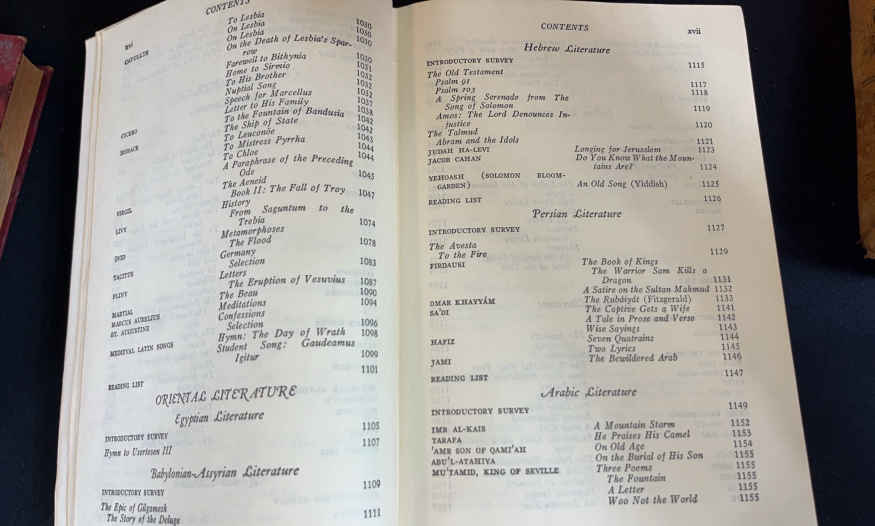 CONTENTS
xvi
CATULLUS
To Lesbia 1030
On Lesbia 1030
On Lesbia 1030
On the Death of Lesbia's Spar-
row 1030
Farewell to Bithynia 1031
Home to Sirmio 1032
To His Brother 1032
Nuptial Song 1032
CICERO
Speech for Marcellus 1037
Letter to His Family 1038
HORACE
To the Fountain of Bandusia 1042
The Ship of State 1042
To Leuconöe 1043
To Mistress Pyrrha 1044
To Chloe 1044
A Paraphrase of the Preceding
Ode 1045
VIRGIL
The Aeneid
Book II: The Fall of Troy 1047
LIVY
History
From Saguntum to the
Trebia 1074
OVID
Metamorphoses
The Flood 1078
TACITUS
Germany
Selection 1083
PLINY
Letters
The Eruption of Vesuvius 1087
MARTIAL
The Beau 1090
MARCUS AURELIUS
Meditations 1094
ST. AUGUSTINE
Confessions
Selection 1096
MEDIEVAL LATIN SONGS
Hymn: The Day of Wrath 1098
Student Song: Gaudeamus
Igitur 1099
READING LIST 1101
ORIENTAL LITERATURE
Egyptian Literature
INTRODUCTORY SURVEY 1105
Hymn to Usertesen III 1107
Babylonian-Assyrian Literature
INTRODUCTORY SURVEY 1109
The Epic of Gilgamesh
The Story of the Deluge 1111
CONTENTS xvii
Hebrew Literature
INTRODUCTORY SURVEY 1115
The Old Testament
Psalm 91 1117
Psalm 103 1118
A Spring Serenade from The
Song of Solomon 1119
Amos: The Lord Denounces In-
justice 1120
The Talmud
Abram and the Idols 1121
JUDAH HA-LEVI Longing for Jerusalem 1123
JACOB CAHAN Do You Know What the Moun-
tains Are? 1124
YEHOASH (SOLOMON BLOOM-
GARDEN) An Old Song (Yiddish) 1125
READING LIST 1126
Persian Literature
INTRODUCTORY SURVEY 1127
The Avesta
To the Fire 1129
FIRDAUSI The Book of Kings
The Warrior Sam Kills a
Dragon 1131
A Satire on the Sultan Mahmud 1132
OMAR KHAYYÁM The Rubáiyát (Fitzgerald) 1133
SA'DI The Captive Gets a Wife 1141
A Tale in Prose and Verse 1142
Wise Sayings 1143
HAFIZ Seven Quatrains 1144
Two Lyrics 1145
JAMI The Bewildered Arab 1146
READING LIST 1147
Arabic Literature
INTRODUCTORY SURVEY 1149
IMR AL-KAIS A Mountain Storm 1152
TARAFA He Praises His Camel 1153
'AMR SON OF QAMI'AH On Old Age 1154
ABU'L-ATAHIYA On the Burial of His Son 1155
MU'TAMID, KING OF SEVILLE Three Poems 1155
The Fountain 1155
A Letter 1155
Woo Not the World 1155